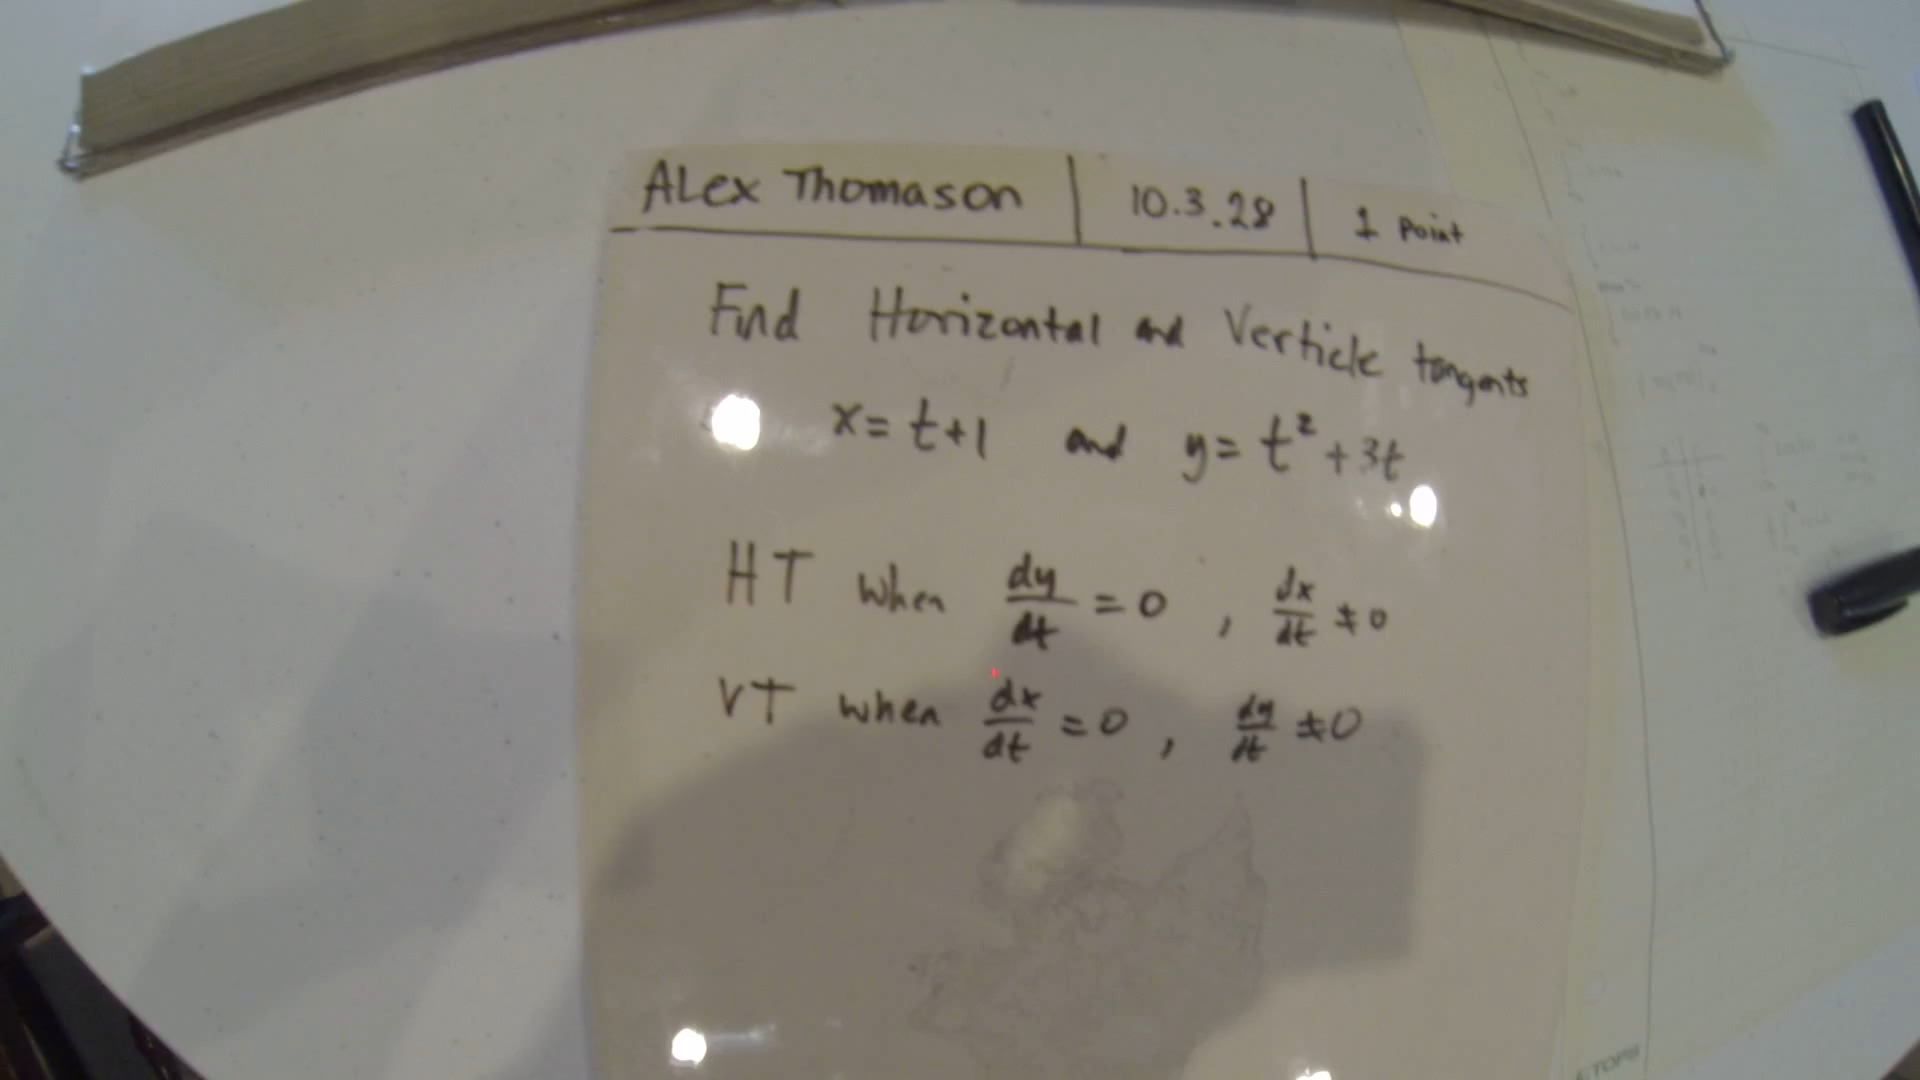 ALex Thomason | 10.3.28 | 1 Point
Find Horizontal and Verticle tangents
x = t+1 and y = t² + 3t
HT when dy/dt = 0 , dx/dt ≠ 0
VT when dx/dt = 0 , dy/dt ≠ 0